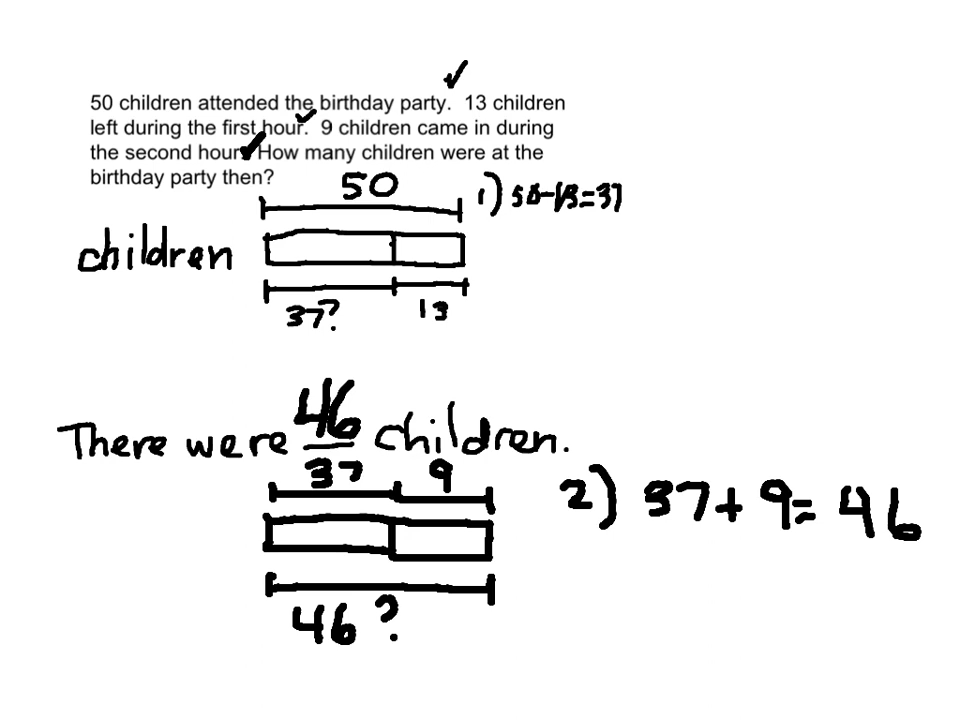 50 children attended the birthday party. 13 children
left during the first hour. 9 children came in during
the second hour. How many children were at the
birthday party then?
50
1) 50-13=37
children
37? 13
There were 46 children.
37 9
2) 37+9=46
46?